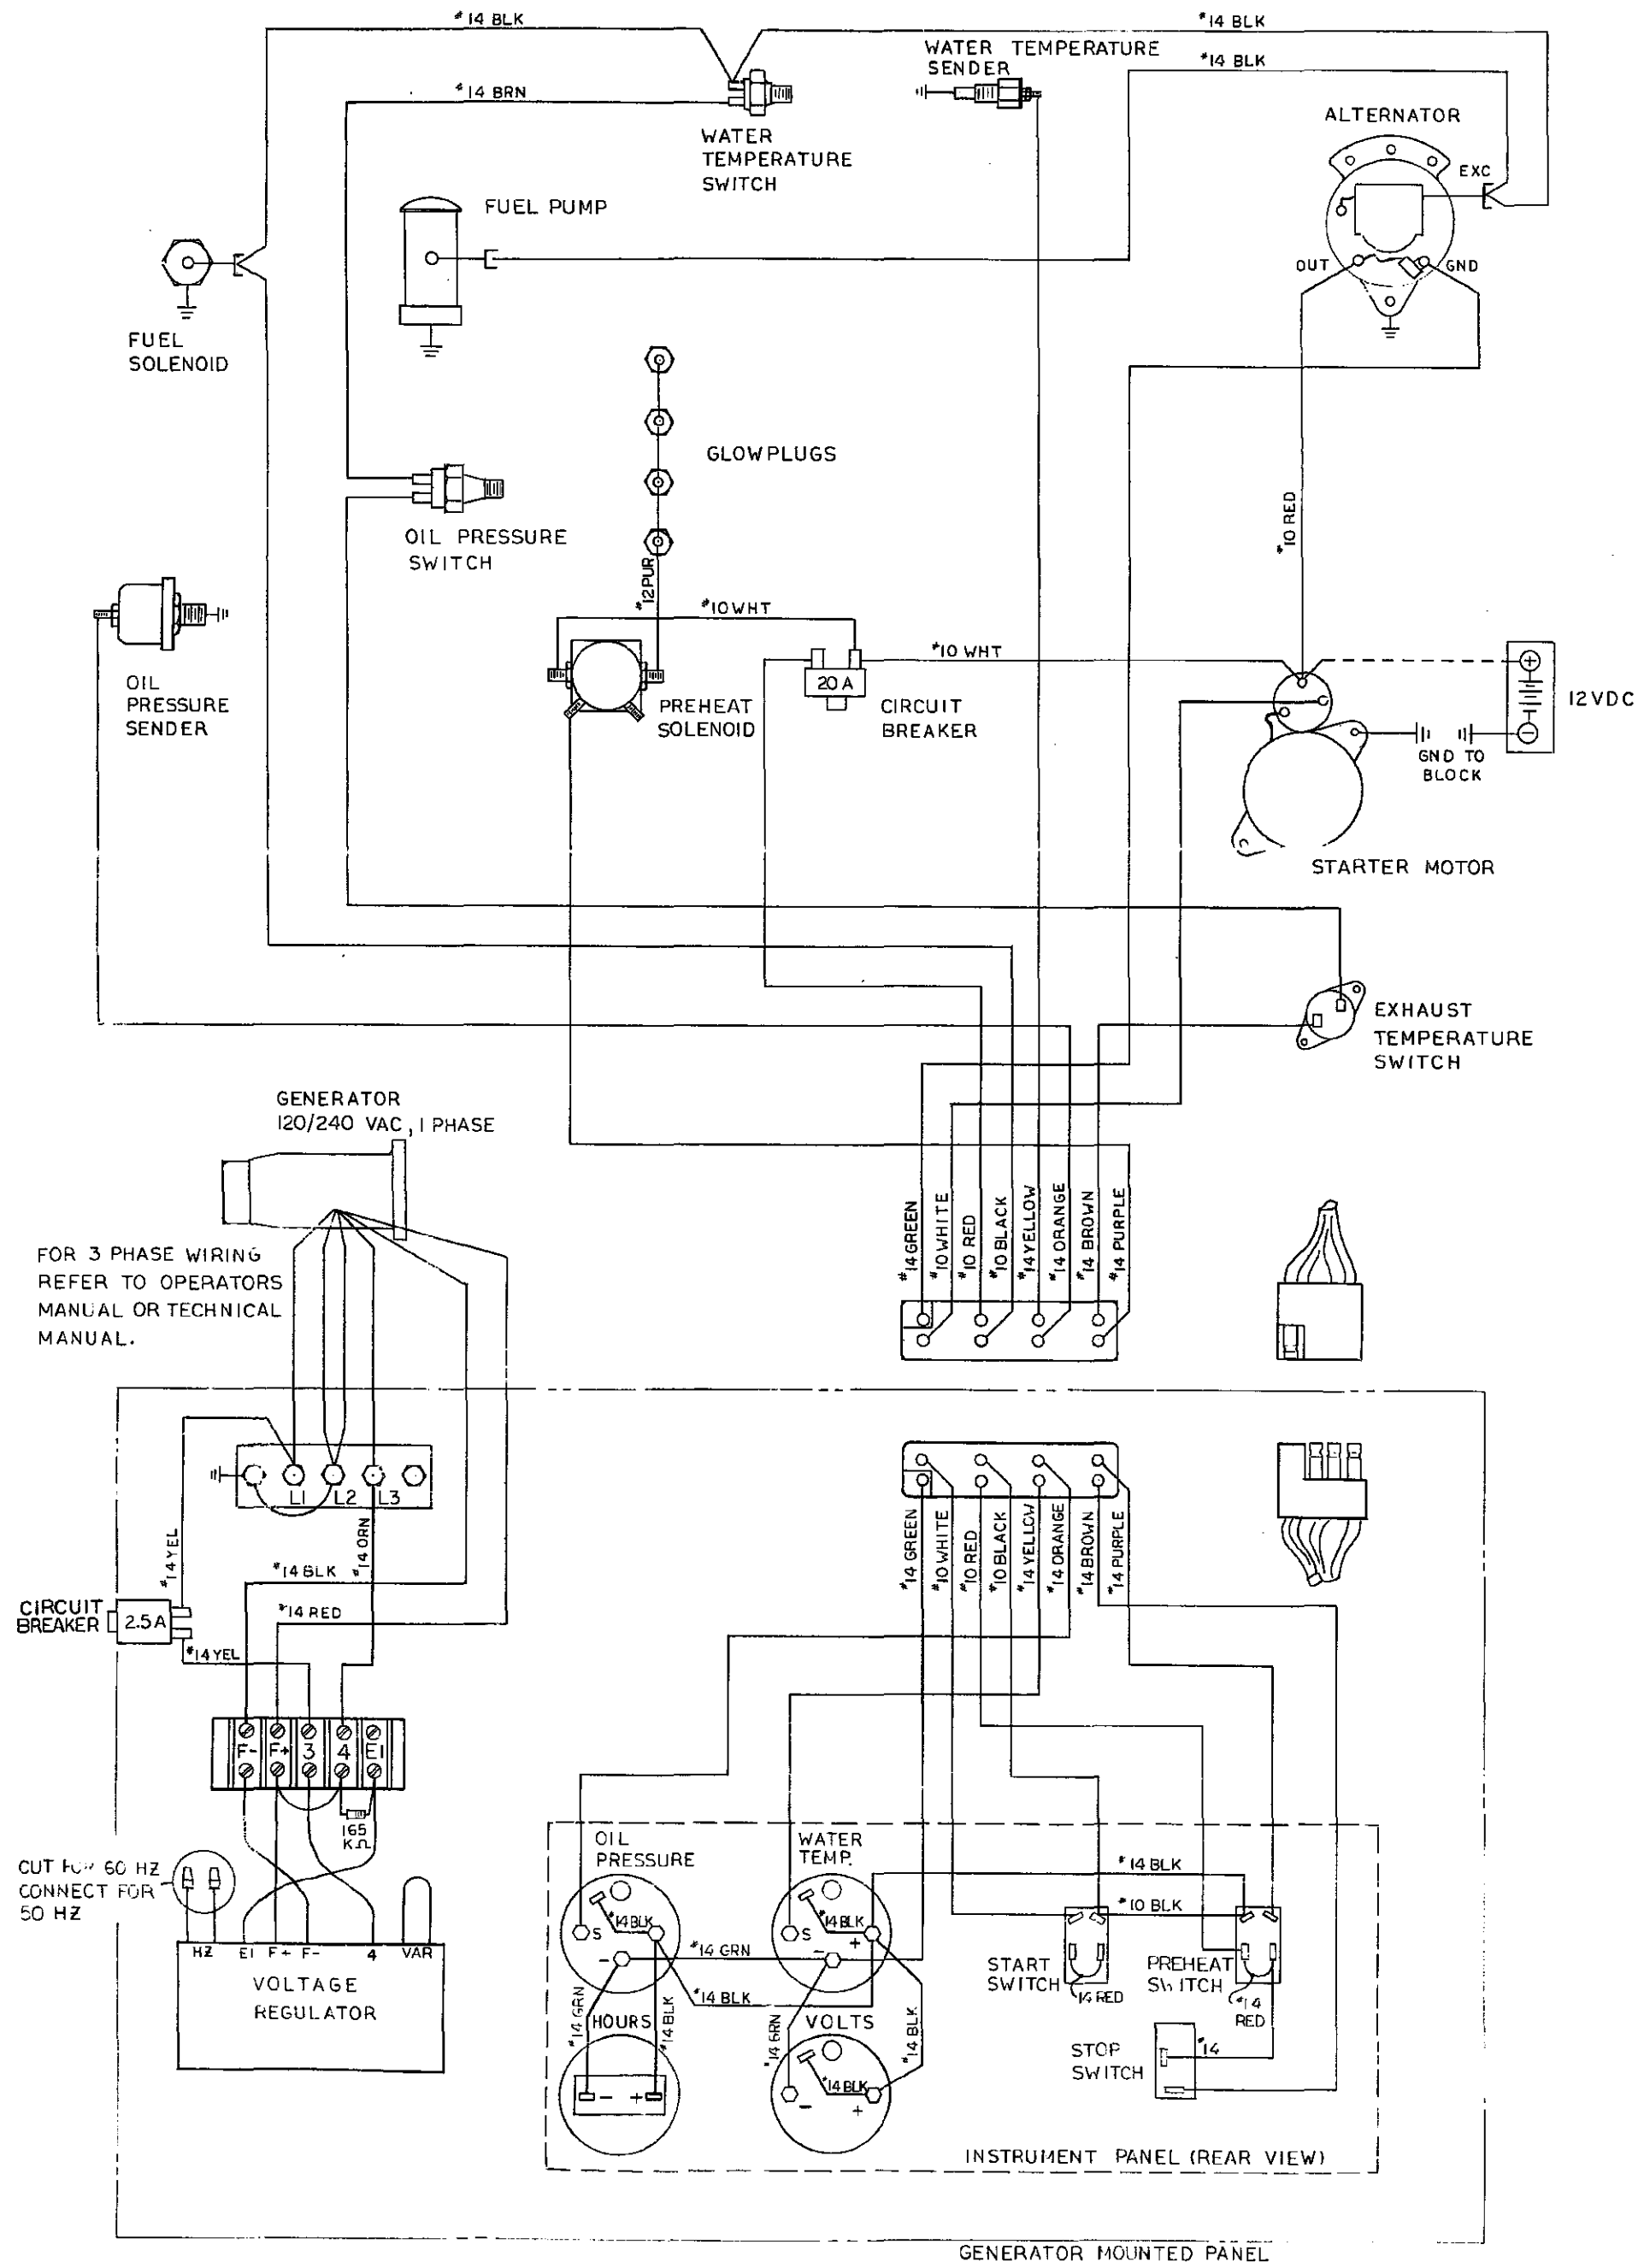 #14 BLK
#14 BLK
WATER TEMPERATURE
SENDER
#14 BLK
#14 BRN
ALTERNATOR
WATER
TEMPERATURE
SWITCH
EXC
FUEL PUMP
OUT
GND
FUEL
SOLENOID
GLOWPLUGS
#10 RED
OIL PRESSURE
SWITCH
#12 PUR
#10 WHT
#10 WHT
20 A
12 VDC
OIL
PRESSURE
SENDER
PREHEAT
SOLENOID
CIRCUIT
BREAKER
GND TO
BLOCK
STARTER MOTOR
EXHAUST
TEMPERATURE
SWITCH
GENERATOR
120/240 VAC, 1 PHASE
#14 GREEN
#10 WHITE
#10 RED
#10 BLACK
#14 YELLOW
#14 ORANGE
#14 BROWN
#14 PURPLE
FOR 3 PHASE WIRING
REFER TO OPERATORS
MANUAL OR TECHNICAL
MANUAL.
L1 L2 L3
#14 YEL
#14 ORN
#14 BLK
#14 GREEN
#10 WHITE
#10 RED
#10 BLACK
#14 YELLOW
#14 ORANGE
#14 BROWN
#14 PURPLE
CIRCUIT
BREAKER
2.5 A
#14 RED
#14 YEL
F- F+ 3 4 E1
165
KΩ
CUT FOR 60 HZ
CONNECT FOR
50 HZ
OIL
PRESSURE
WATER
TEMP.
#14 BLK
#10 BLK
S
#14 BLK
-
S
#14 BLK
+
-
#14 GRN
HZ E1 F+ F- 4 VAR
VOLTAGE
REGULATOR
START
SWITCH
#14 RED
PREHEAT
SWITCH
#14
RED
#14 BLK
#14 GRN
HOURS
#14 BLK
#14 GRN
VOLTS
#14 BLK
STOP
SWITCH
#14
- +
#14 BLK
-
+
INSTRUMENT PANEL (REAR VIEW)
GENERATOR MOUNTED PANEL